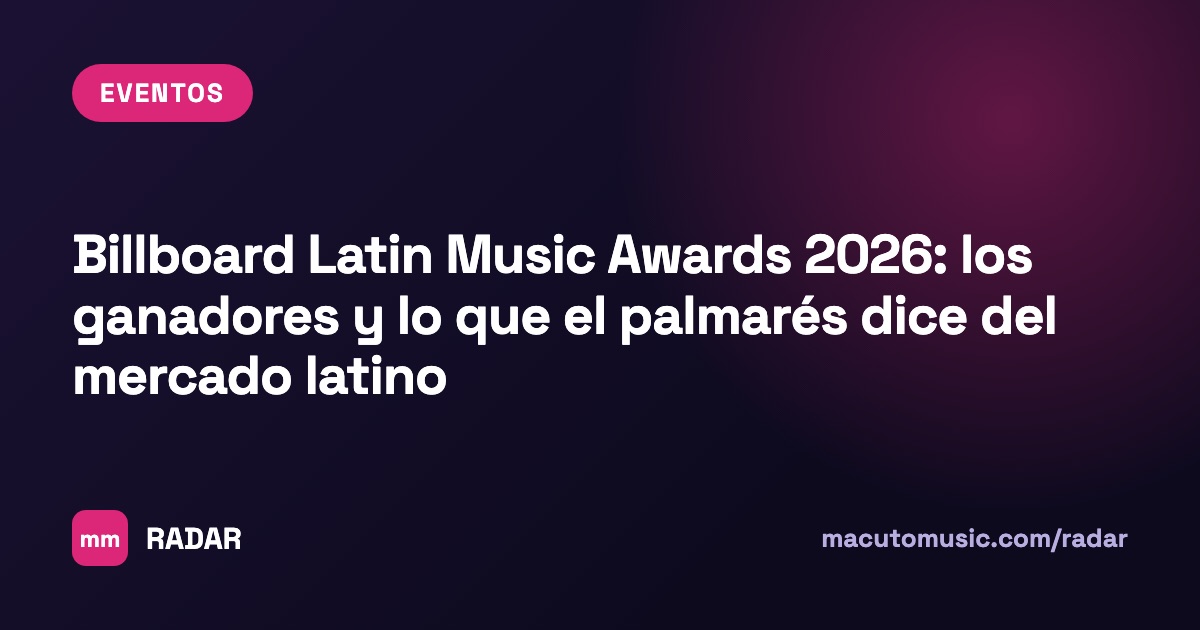 EVENTOS
Billboard Latin Music Awards 2026: los
ganadores y lo que el palmarés dice del
mercado latino
mm RADAR
macutomusic.com/radar